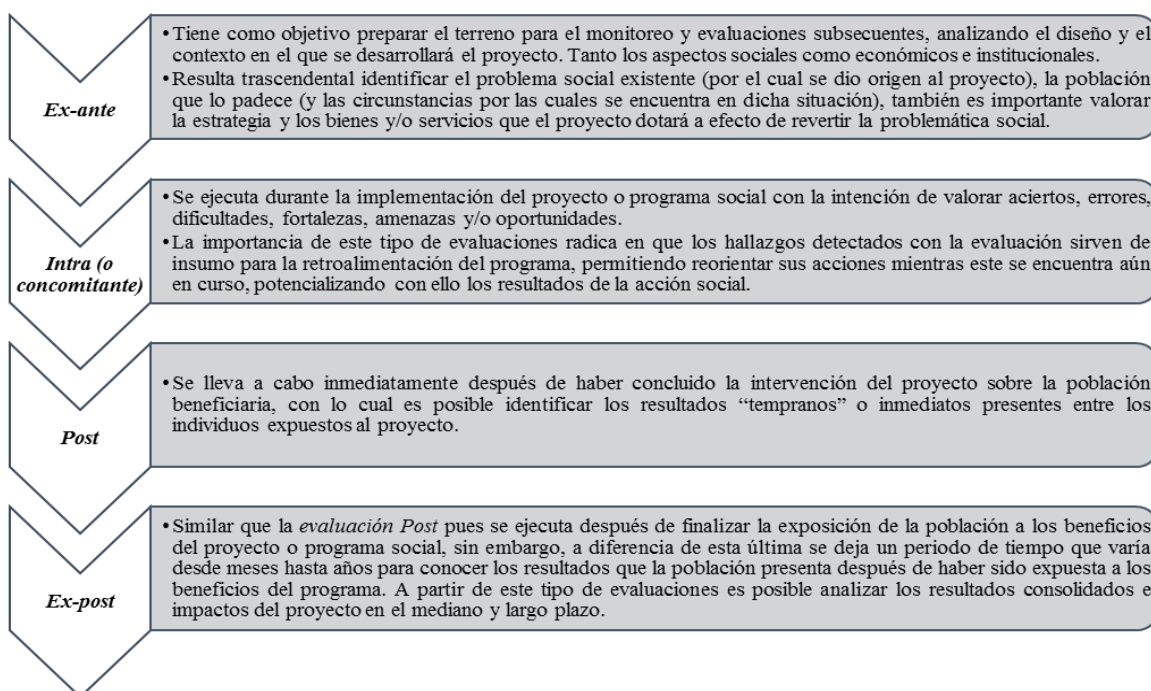 • Tiene como objetivo preparar el terreno para el monitoreo y evaluaciones subsecuentes, analizando el diseño y el
contexto en el que se desarrollará el proyecto. Tanto los aspectos sociales como económicos e institucionales.
• Resulta trascendental identificar el problema social existente (por el cual se dio origen al proyecto), la población
Ex-ante
que lo padece (y las circunstancias por las cuales se encuentra en dicha situación), también es importante valorar
la estrategia y los bienes y/o servicios que el proyecto dotará a efecto de revertir la problemática social.
• Se ejecuta durante la implementación del proyecto o programa social con la intención de valorar aciertos, errores,
dificultades, fortalezas, amenazas y/o oportunidades.
• La importancia de este tipo de evaluaciones radica en que los hallazgos detectados con la evaluación sirven de
Intra (o
concomitante)
insumo para la retroalimentación del programa, permitiendo reorientar sus acciones mientras este se encuentra aún
en curso, potencializando con ello los resultados de la acción social.
• Se lleva a cabo inmediatamente después de haber concluido la intervención del proyecto sobre la población
beneficiaria, con lo cual es posible identificar los resultados “tempranos” o inmediatos presentes entre los
individuos expuestos al proyecto.
Post
• Similar que la evaluación Post pues se ejecuta después de finalizar la exposición de la población a los beneficios
del proyecto o programa social, sin embargo, a diferencia de esta última se deja un periodo de tiempo que varía
desde meses hasta años para conocer los resultados que la población presenta después de haber sido expuesta a los
Ex-post
beneficios del programa. A partir de este tipo de evaluaciones es posible analizar los resultados consolidados e
impactos del proyecto en el mediano y largo plazo.